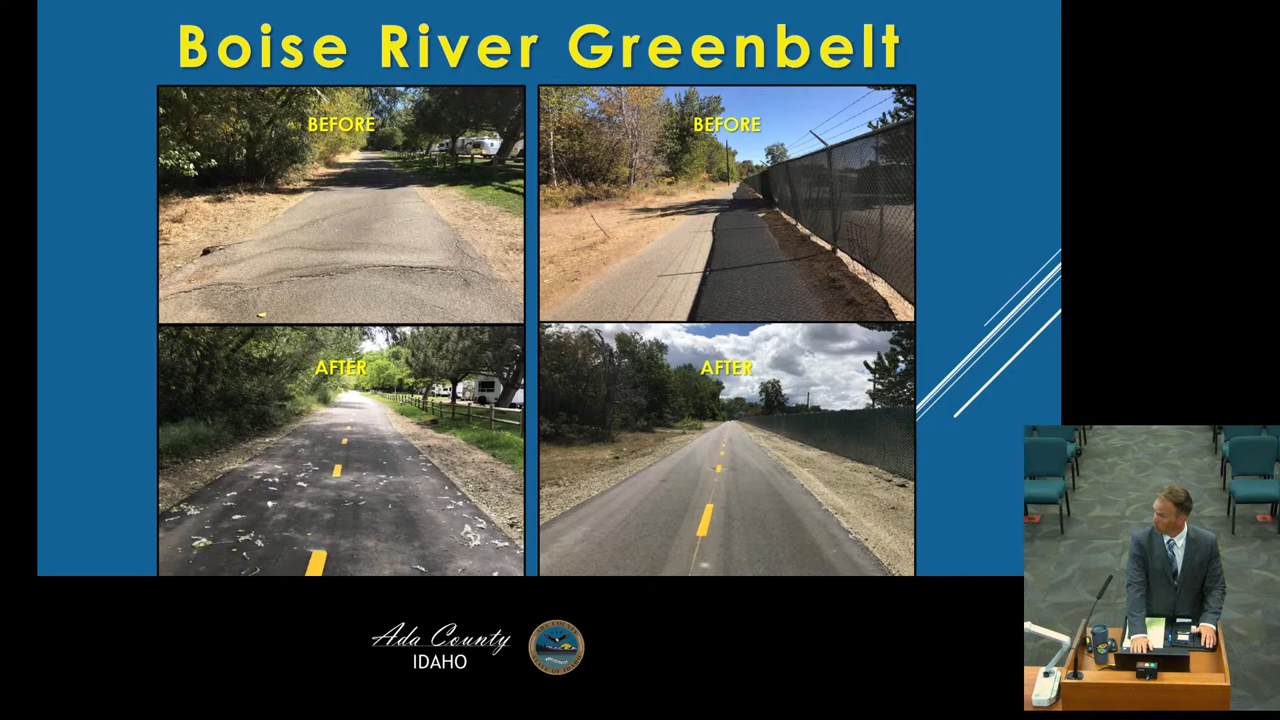 Boise River Greenbelt
BEFORE
BEFORE
AFTER
AFTER
Ada County
IDAHO